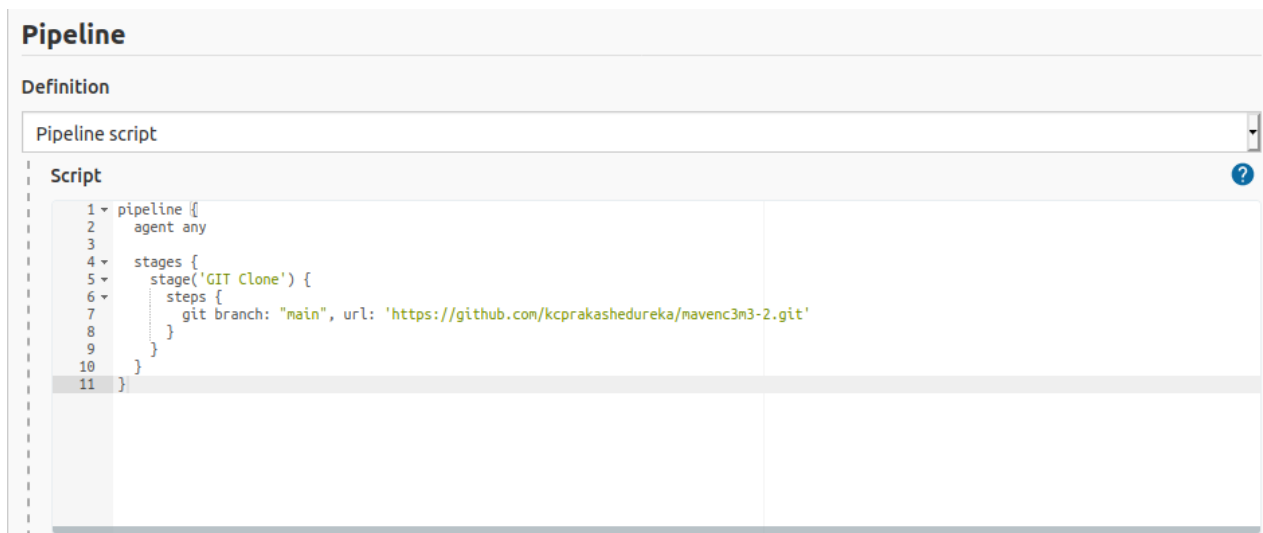 Pipeline
Definition
Pipeline script
Script
?
1 pipeline {
2 agent any
3
4 stages {
5 stage('GIT Clone') {
6 steps {
7 git branch: "main", url: 'https://github.com/kcprakashedureka/mavenc3m3-2.git'
8 }
9 }
10 }
11 }